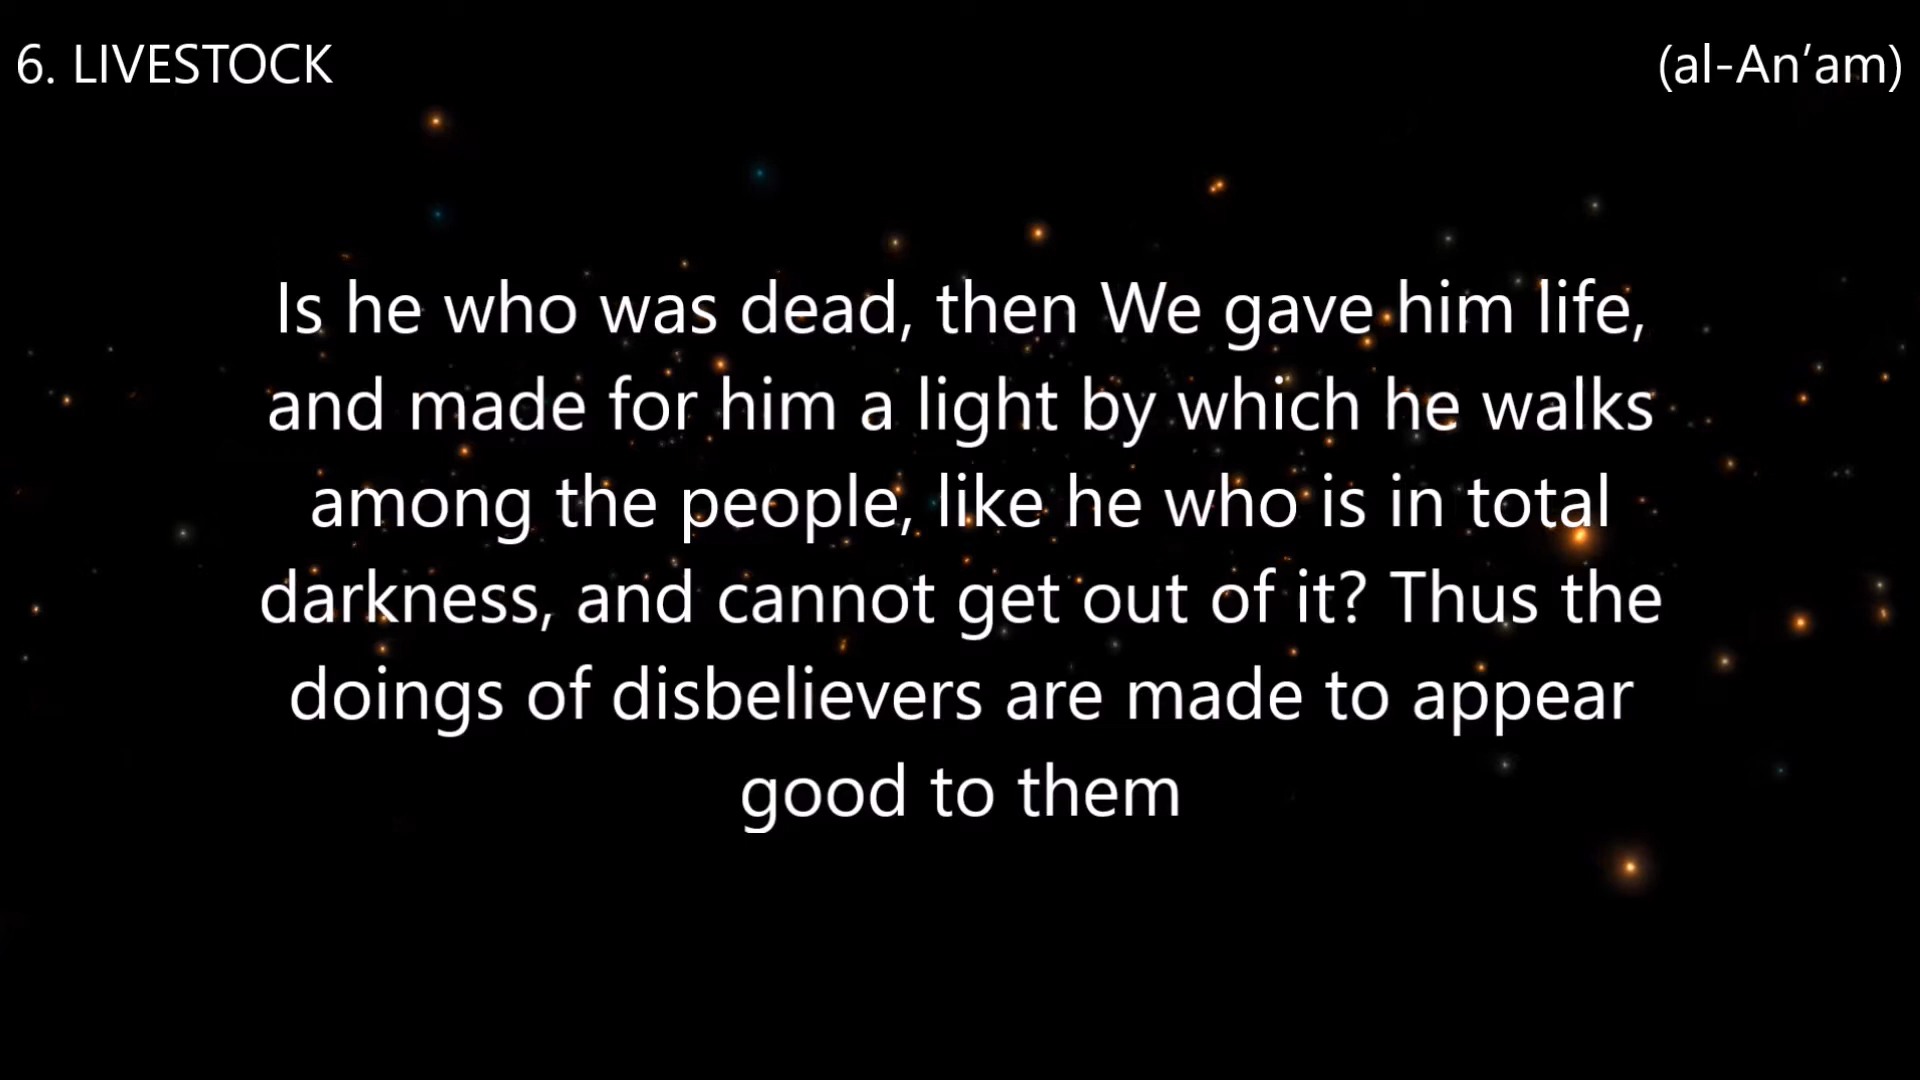 6. LIVESTOCK
(al-An’am)
Is he who was dead, then We gave him life,
and made for him a light by which he walks
among the people, like he who is in total
darkness, and cannot get out of it? Thus the
doings of disbelievers are made to appear
good to them